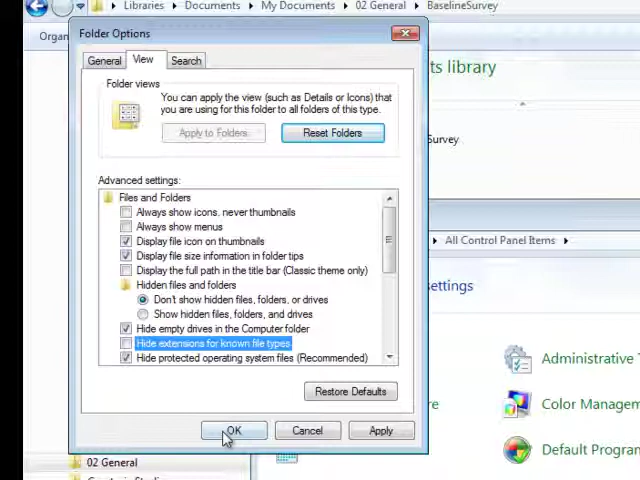 Libraries ▸ Documents ▸ My Documents ▸ 02 General ▸ BaselineSurvey
Organ
Folder Options
General View Search
Folder views
You can apply the view (such as Details or Icons) that
you are using for this folder to all folders of this type.
Apply to Folders Reset Folders
Advanced settings:
Files and Folders
Always show icons, never thumbnails
Always show menus
Display file icon on thumbnails
Display file size information in folder tips
Display the full path in the title bar (Classic theme only)
Hidden files and folders
Don't show hidden files, folders, or drives
Show hidden files, folders, and drives
Hide empty drives in the Computer folder
Hide extensions for known file types
Hide protected operating system files (Recommended)
Restore Defaults
OK Cancel Apply
ts library
Survey
All Control Panel Items
settings
Administrative T
Color Managem
Default Program
02 General